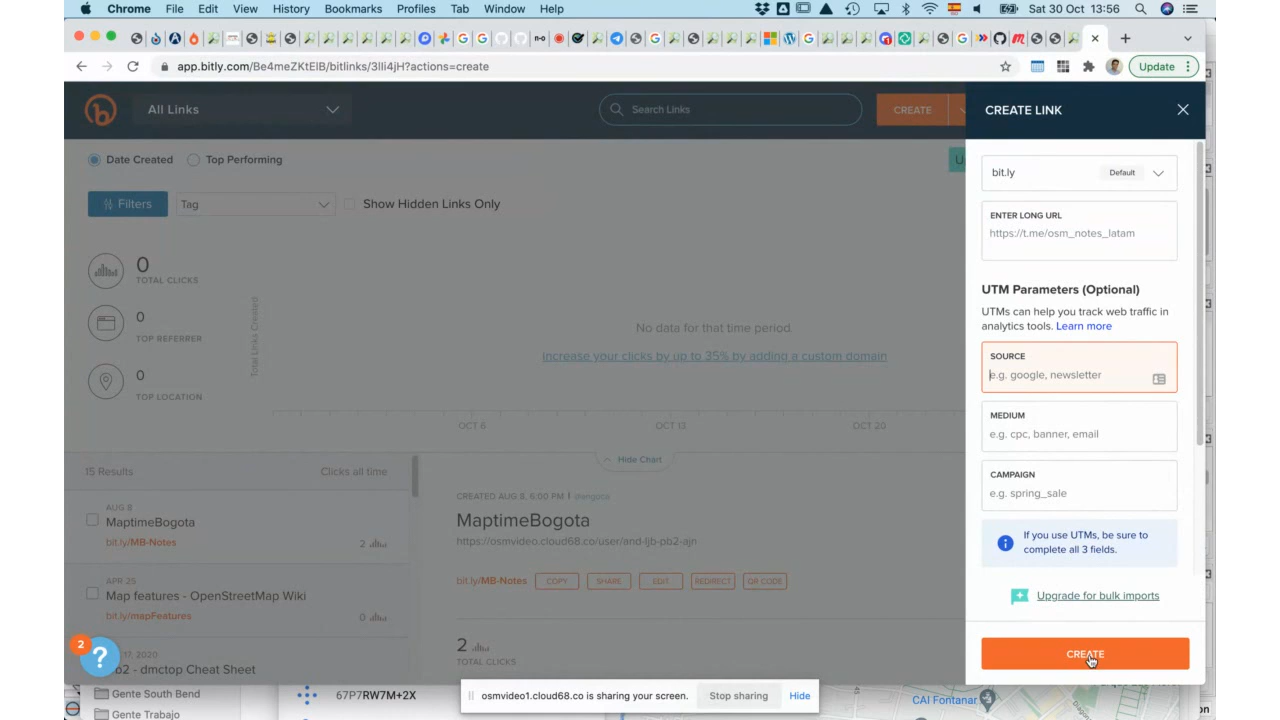 Chrome File Edit View History Bookmarks Profiles Tab Window Help Sat 30 Oct 13:56
app.bitly.com/Be4meZKtElB/bitlinks/3lIi4jH?actions=create
Update
All Links
Search Links
CREATE
CREATE LINK
Date Created
Top Performing
Filters
Tag
Show Hidden Links Only
0
TOTAL CLICKS
0
TOP REFERRER
0
TOP LOCATION
Total Links Created
No data for that time period.
Increase your clicks by up to 35% by adding a custom domain
OCT 6
OCT 13
OCT 20
Hide Chart
15 Results
Clicks all time
AUG 8
MaptimeBogota
bit.ly/MB-Notes
2
APR 25
Map features - OpenStreetMap Wiki
bit.ly/mapFeatures
0
17, 2020
b2 - dmctop Cheat Sheet
CREATED AUG 8, 6:00 PM |
MaptimeBogota
https://osmvideo.cloud68.co/user/and-ljb-pb2-ajn
bit.ly/MB-Notes
COPY
SHARE
EDIT
REDIRECT
QR CODE
2
TOTAL CLICKS
bit.ly
Default
ENTER LONG URL
https://t.me/osm_notes_latam
UTM Parameters (Optional)
UTMs can help you track web traffic in
analytics tools. Learn more
SOURCE
e.g. google, newsletter
MEDIUM
e.g. cpc, banner, email
CAMPAIGN
e.g. spring_sale
If you use UTMs, be sure to
complete all 3 fields.
Upgrade for bulk imports
CREATE
2
?
osmvideo1.cloud68.co is sharing your screen.
Stop sharing
Hide
Gente South Bend
Gente Trabajo
67P7RW7M+2X
CAI Fontanar